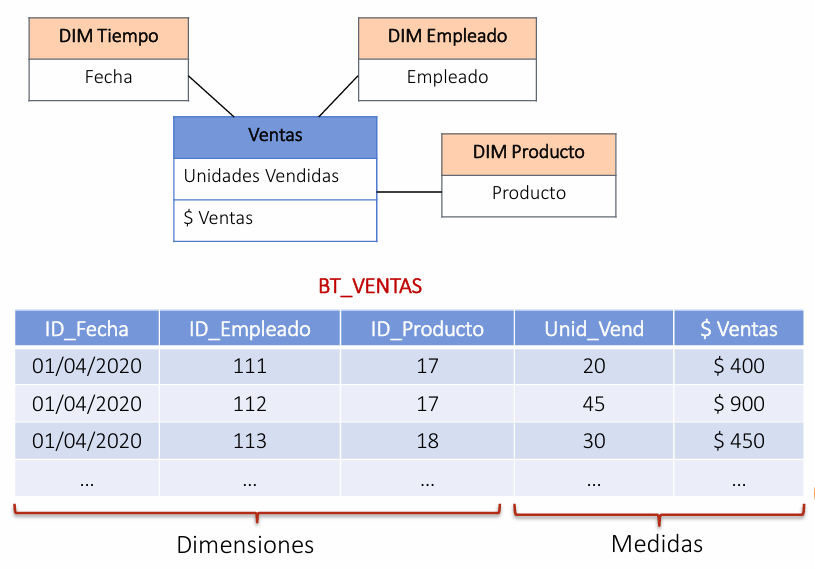 DIM Tiempo
Fecha
DIM Empleado
Empleado
Ventas
Unidades Vendidas
$ Ventas
DIM Producto
Producto
BT_VENTAS
ID_Fecha ID_Empleado ID_Producto Unid_Vend $ Ventas
01/04/2020 111 17 20 $ 400
01/04/2020 112 17 45 $ 900
01/04/2020 113 18 30 $ 450
... ... ... ... ...
Dimensiones Medidas